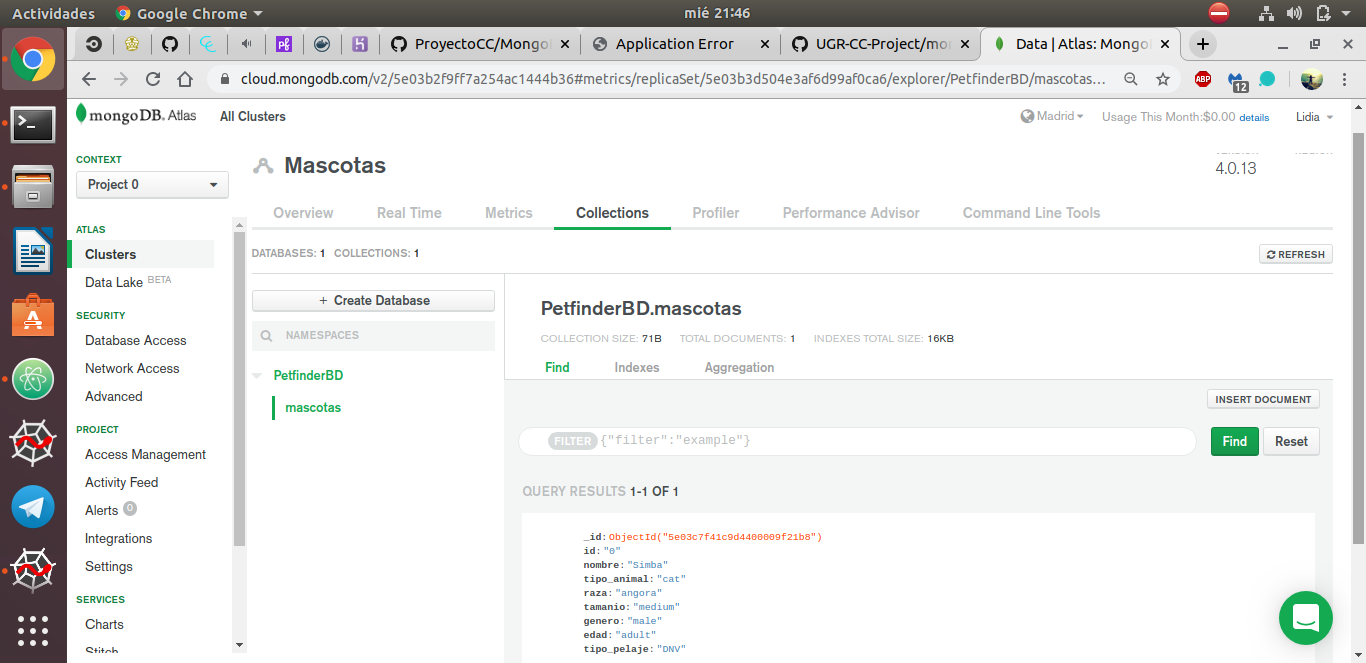 Actividades Google Chrome mié 21:46
ProyectoCC/Mongo Application Error UGR-CC-Project/mo Data | Atlas: Mongo
cloud.mongodb.com/v2/5e03b2f9ff7a254ac1444b36#metrics/replicaSet/5e03b3d504e3af6d99af0ca6/explorer/PetfinderBD/mascotas... ABP 12
mongoDB. Atlas All Clusters Madrid Usage This Month:$0.00 details Lidia
CONTEXT
Project 0
ATLAS
Clusters
Data Lake BETA
SECURITY
Database Access
Network Access
Advanced
PROJECT
Access Management
Activity Feed
Alerts 0
Integrations
Settings
SERVICES
Charts
Stitch
Mascotas
4.0.13
Overview Real Time Metrics Collections Profiler Performance Advisor Command Line Tools
DATABASES: 1 COLLECTIONS: 1
REFRESH
+ Create Database
NAMESPACES
PetfinderBD
mascotas
PetfinderBD.mascotas
COLLECTION SIZE: 71B TOTAL DOCUMENTS: 1 INDEXES TOTAL SIZE: 16KB
Find Indexes Aggregation
INSERT DOCUMENT
FILTER {"filter":"example"}
Find Reset
QUERY RESULTS 1-1 OF 1
_id:ObjectId("5e03c7f41c9d4400009f21b8")
id:"0"
nombre:"Simba"
tipo_animal:"cat"
raza:"angora"
tamanio:"medium"
genero:"male"
edad:"adult"
tipo_pelaje:"DNV"